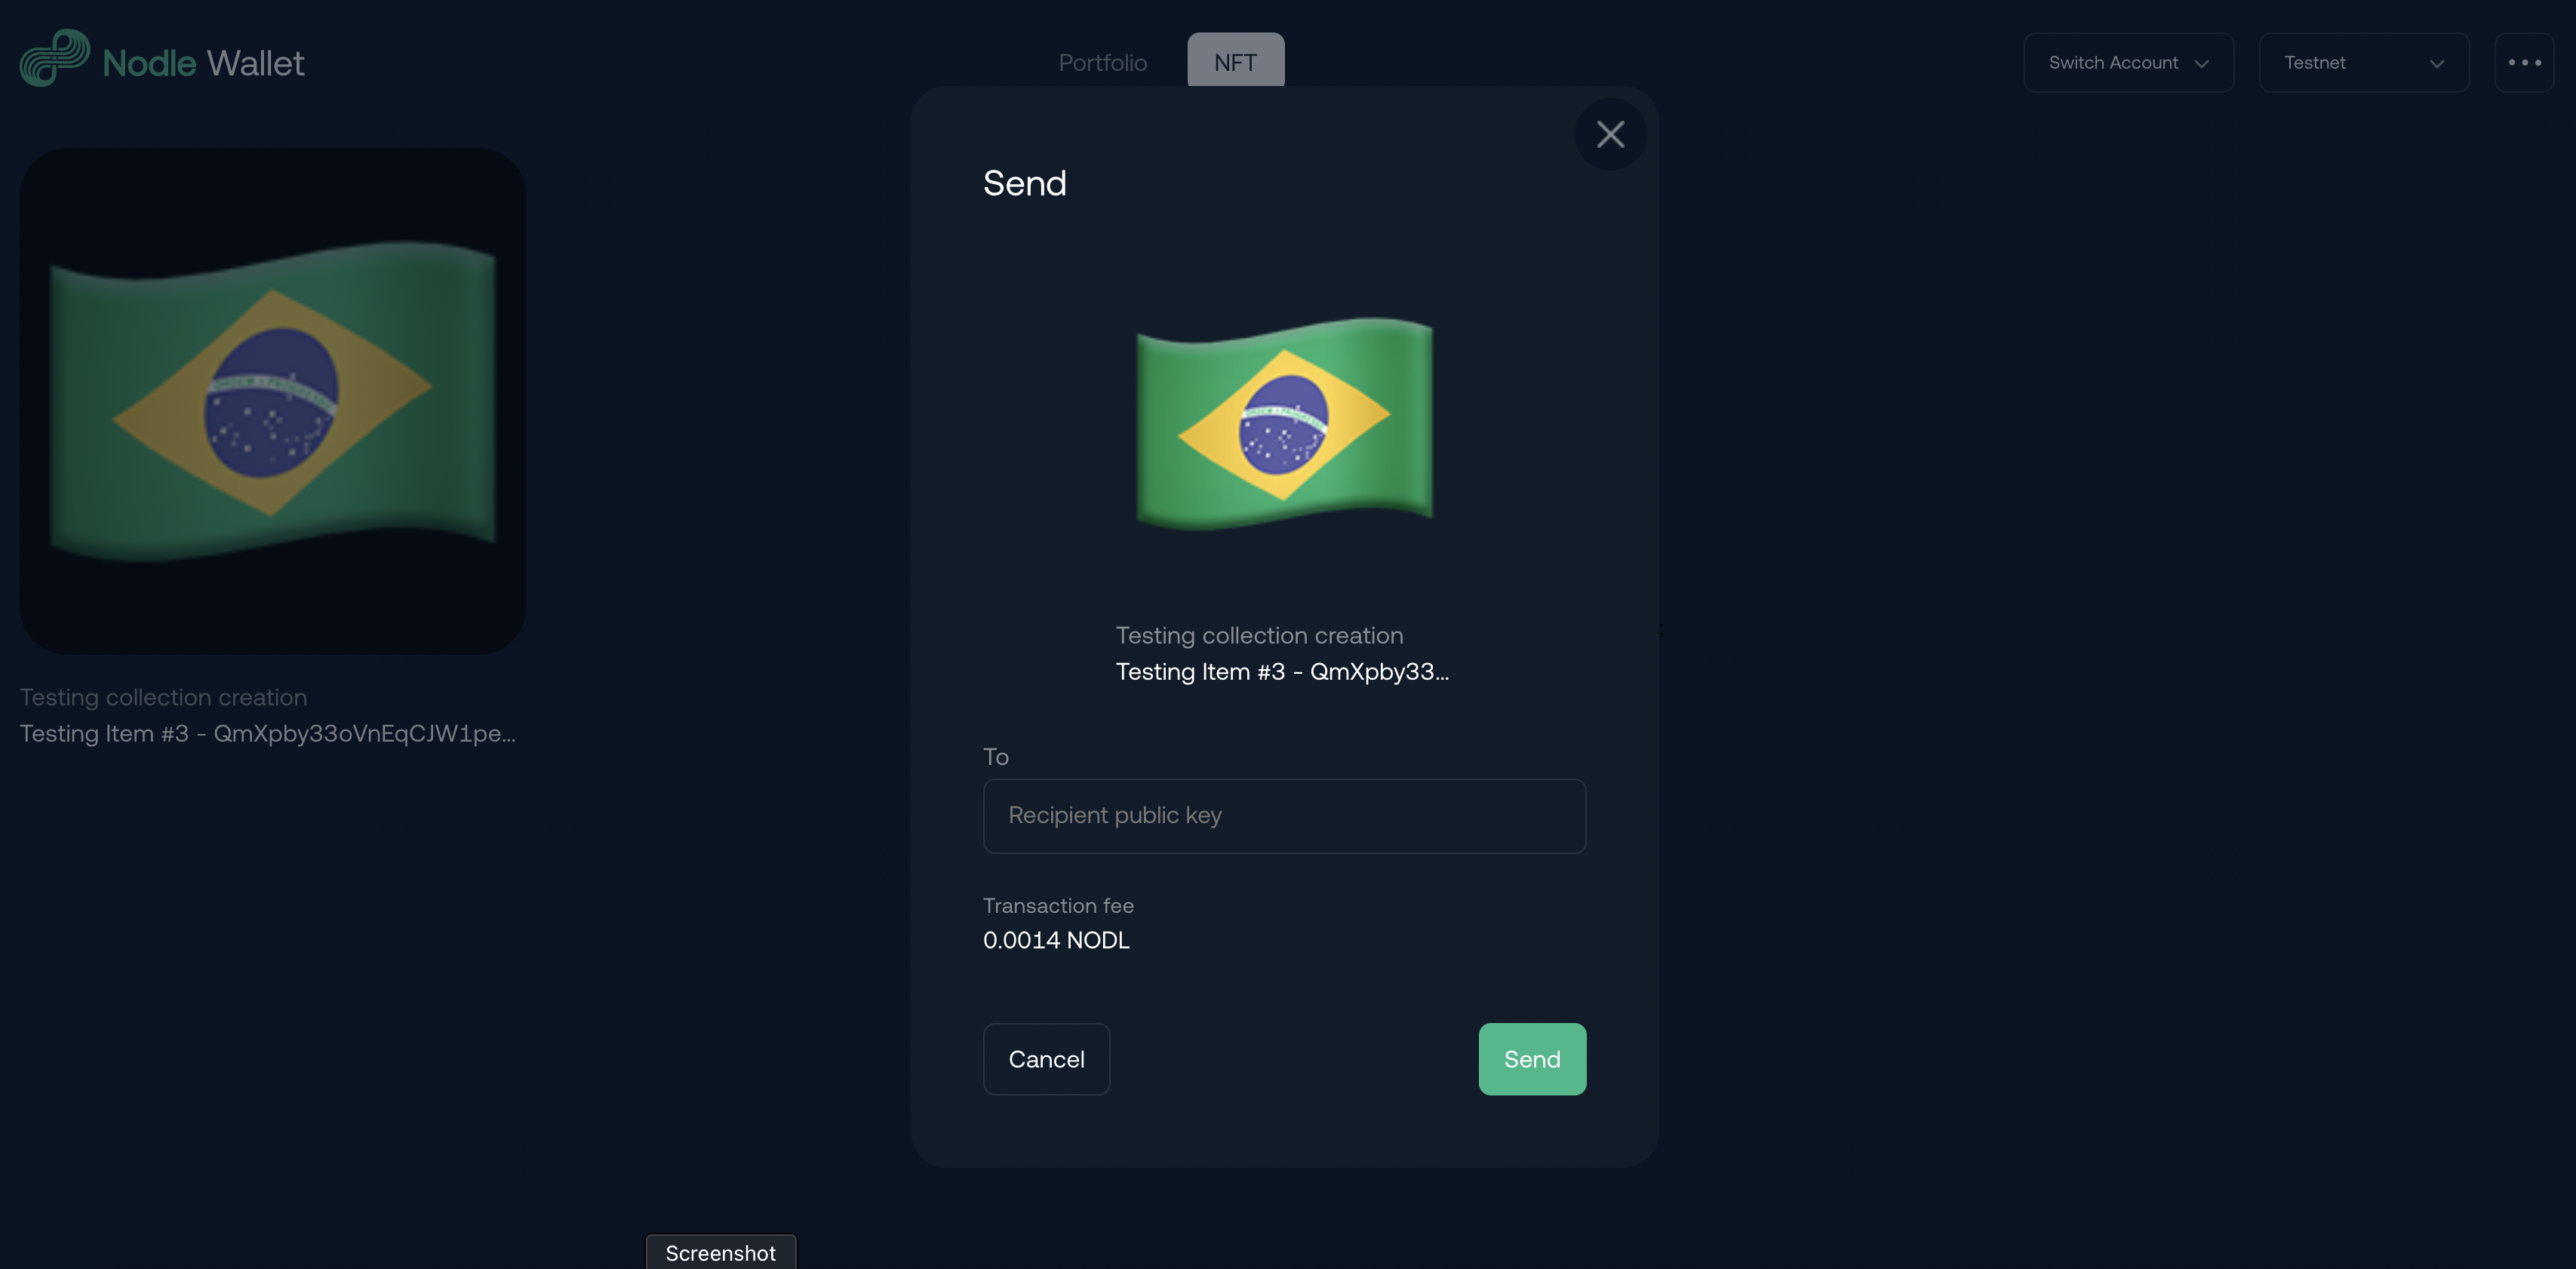 Nodle Wallet
Portfolio
NFT
Switch Account
Testnet
Send
Testing collection creation
Testing Item #3 - QmXpby33...
Testing collection creation
Testing Item #3 - QmXpby33oVnEqCJW1pe...
To
Recipient public key
Transaction fee
0.0014 NODL
Cancel
Send
Screenshot